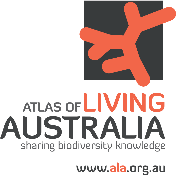 ATLAS OF LIVING
AUSTRALIA
sharing biodiversity knowledge
www.ala.org.au